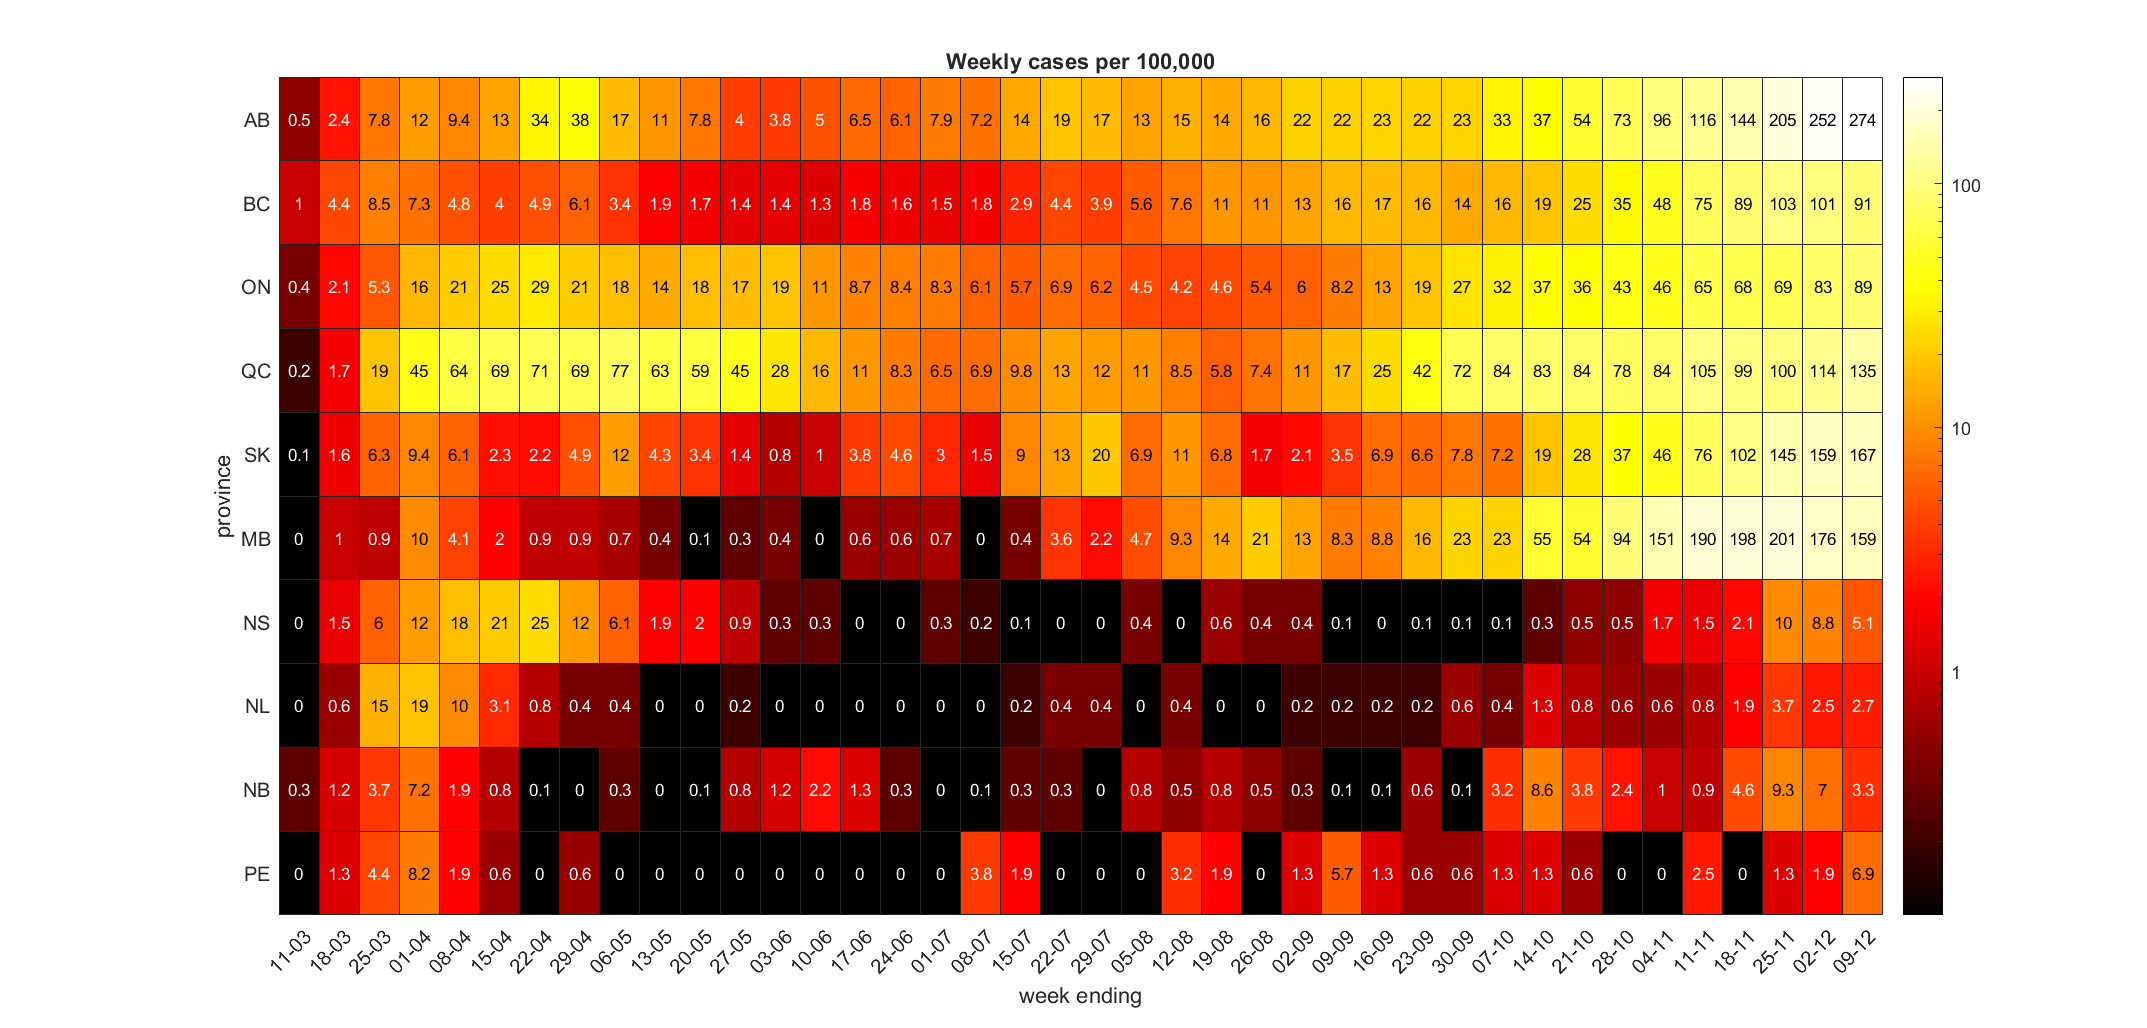 Weekly cases per 100,000
AB 0.5 2.4 7.8 12 9.4 13 34 38 17 11 7.8 4 3.8 5 6.5 6.1 7.9 7.2 14 19 17 13 15 14 16 22 22 23 22 23 33 37 54 73 96 116 144 205 252 274
BC 1 4.4 8.5 7.3 4.8 4 4.9 6.1 3.4 1.9 1.7 1.4 1.4 1.3 1.8 1.6 1.5 1.8 2.9 4.4 3.9 5.6 7.6 11 11 13 16 17 16 14 16 19 25 35 48 75 89 103 101 91
100
ON 0.4 2.1 5.3 16 21 25 29 21 18 14 18 17 19 11 8.7 8.4 8.3 6.1 5.7 6.9 6.2 4.5 4.2 4.6 5.4 6 8.2 13 19 27 32 37 36 43 46 65 68 69 83 89
QC 0.2 1.7 19 45 64 69 71 69 77 63 59 45 28 16 11 8.3 6.5 6.9 9.8 13 12 11 8.5 5.8 7.4 11 17 25 42 72 84 83 84 78 84 105 99 100 114 135
10
SK 0.1 1.6 6.3 9.4 6.1 2.3 2.2 4.9 12 4.3 3.4 1.4 0.8 1 3.8 4.6 3 1.5 9 13 20 6.9 11 6.8 1.7 2.1 3.5 6.9 6.6 7.8 7.2 19 28 37 46 76 102 145 159 167
province
MB 0 1 0.9 10 4.1 2 0.9 0.9 0.7 0.4 0.1 0.3 0.4 0 0.6 0.6 0.7 0 0.4 3.6 2.2 4.7 9.3 14 21 13 8.3 8.8 16 23 23 55 54 94 151 190 198 201 176 159
NS 0 1.5 6 12 18 21 25 12 6.1 1.9 2 0.9 0.3 0.3 0 0 0.3 0.2 0.1 0 0 0.4 0 0.6 0.4 0.4 0.1 0 0.1 0.1 0.1 0.3 0.5 0.5 1.7 1.5 2.1 10 8.8 5.1
1
NL 0 0.6 15 19 10 3.1 0.8 0.4 0.4 0 0 0.2 0 0 0 0 0 0 0.2 0.4 0.4 0 0.4 0 0 0.2 0.2 0.2 0.2 0.6 0.4 1.3 0.8 0.6 0.6 0.8 1.9 3.7 2.5 2.7
NB 0.3 1.2 3.7 7.2 1.9 0.8 0.1 0 0.3 0 0.1 0.8 1.2 2.2 1.3 0.3 0 0.1 0.3 0.3 0 0.8 0.5 0.8 0.5 0.3 0.1 0.1 0.6 0.1 3.2 8.6 3.8 2.4 1 0.9 4.6 9.3 7 3.3
PE 0 1.3 4.4 8.2 1.9 0.6 0 0.6 0 0 0 0 0 0 0 0 0 3.8 1.9 0 0 0 3.2 1.9 0 1.3 5.7 1.3 0.6 0.6 1.3 1.3 0.6 0 0 2.5 0 1.3 1.9 6.9
11-03 18-03 25-03 01-04 08-04 15-04 22-04 29-04 06-05 13-05 20-05 27-05 03-06 10-06 17-06 24-06 01-07 08-07 15-07 22-07 29-07 05-08 12-08 19-08 26-08 02-09 09-09 16-09 23-09 30-09 07-10 14-10 21-10 28-10 04-11 11-11 18-11 25-11 02-12 09-12
week ending